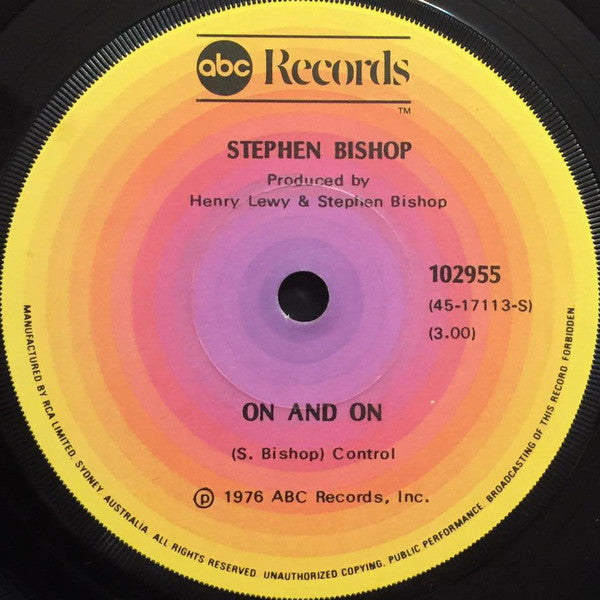 abc Records
TM
STEPHEN BISHOP
Produced by
Henry Lewy & Stephen Bishop
102955
(45-17113-S)
(3.00)
ON AND ON
(S. Bishop) Control
℗ 1976 ABC Records, Inc.
MANUFACTURED BY RCA LIMITED. SYDNEY AUSTRALIA. ALL RIGHTS RESERVED. UNAUTHORIZED COPYING, PUBLIC PERFORMANCE, BROADCASTING OF THIS RECORD FORBIDDEN